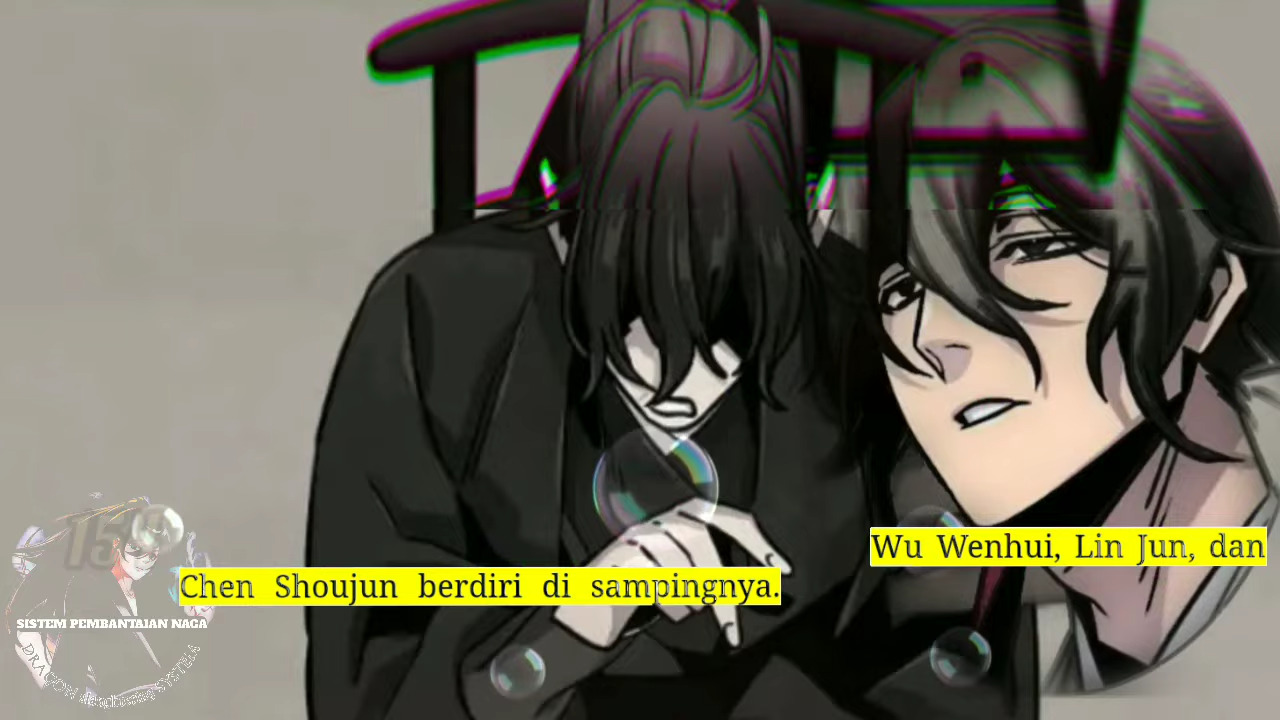 Wu Wenhui, Lin Jun, dan
Chen Shoujun berdiri di sampingnya.
SISTEM PEMBANTAIAN NAGA